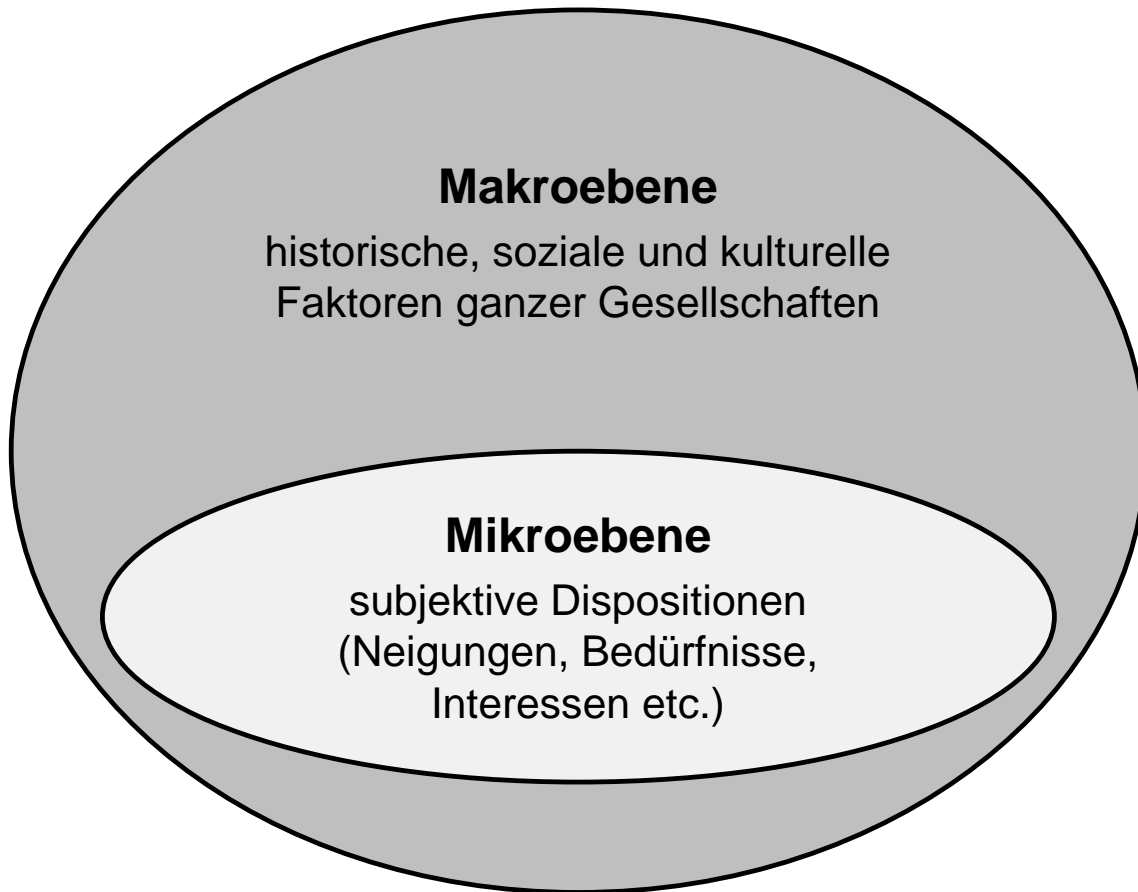 Makroebene
historische, soziale und kulturelle
Faktoren ganzer Gesellschaften
Mikroebene
subjektive Dispositionen
(Neigungen, Bedürfnisse,
Interessen etc.)